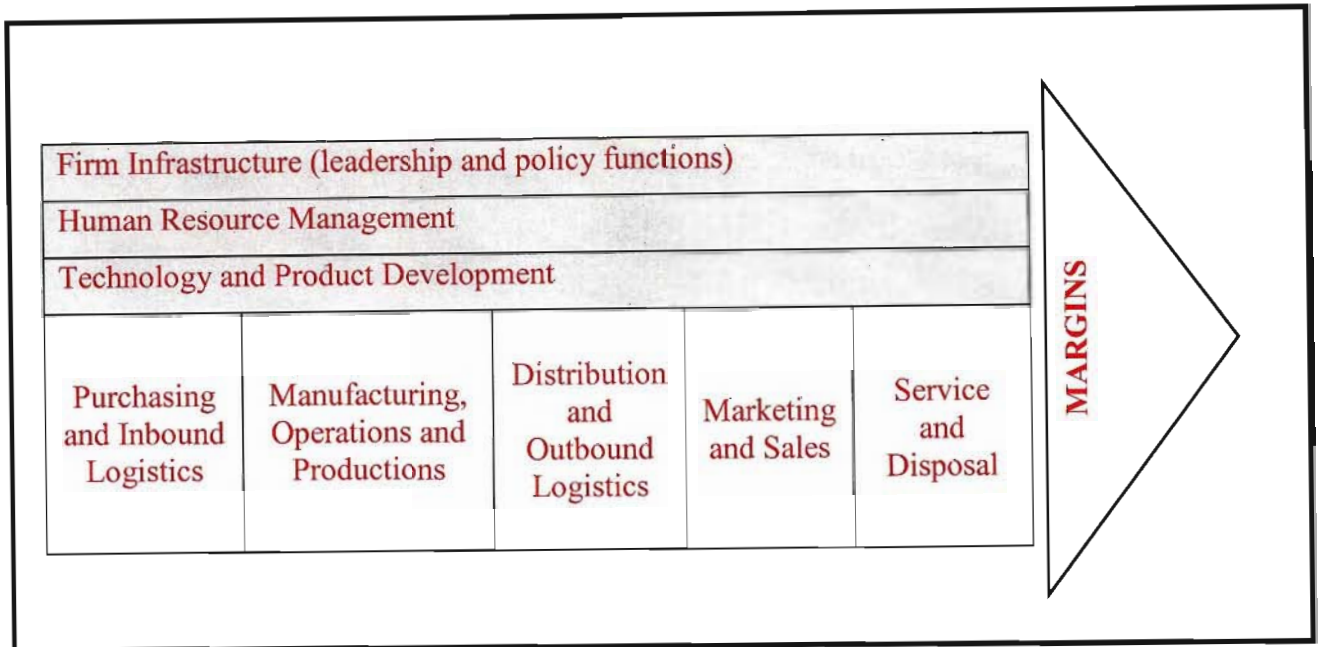 Firm Infrastructure (leadership and policy functions)
Human Resource Management
Technology and Product Development
Purchasing
and Inbound
Logistics
Manufacturing,
Operations and
Productions
Distribution
and
Outbound
Logistics
Marketing
and Sales
Service
and
Disposal
MARGINS